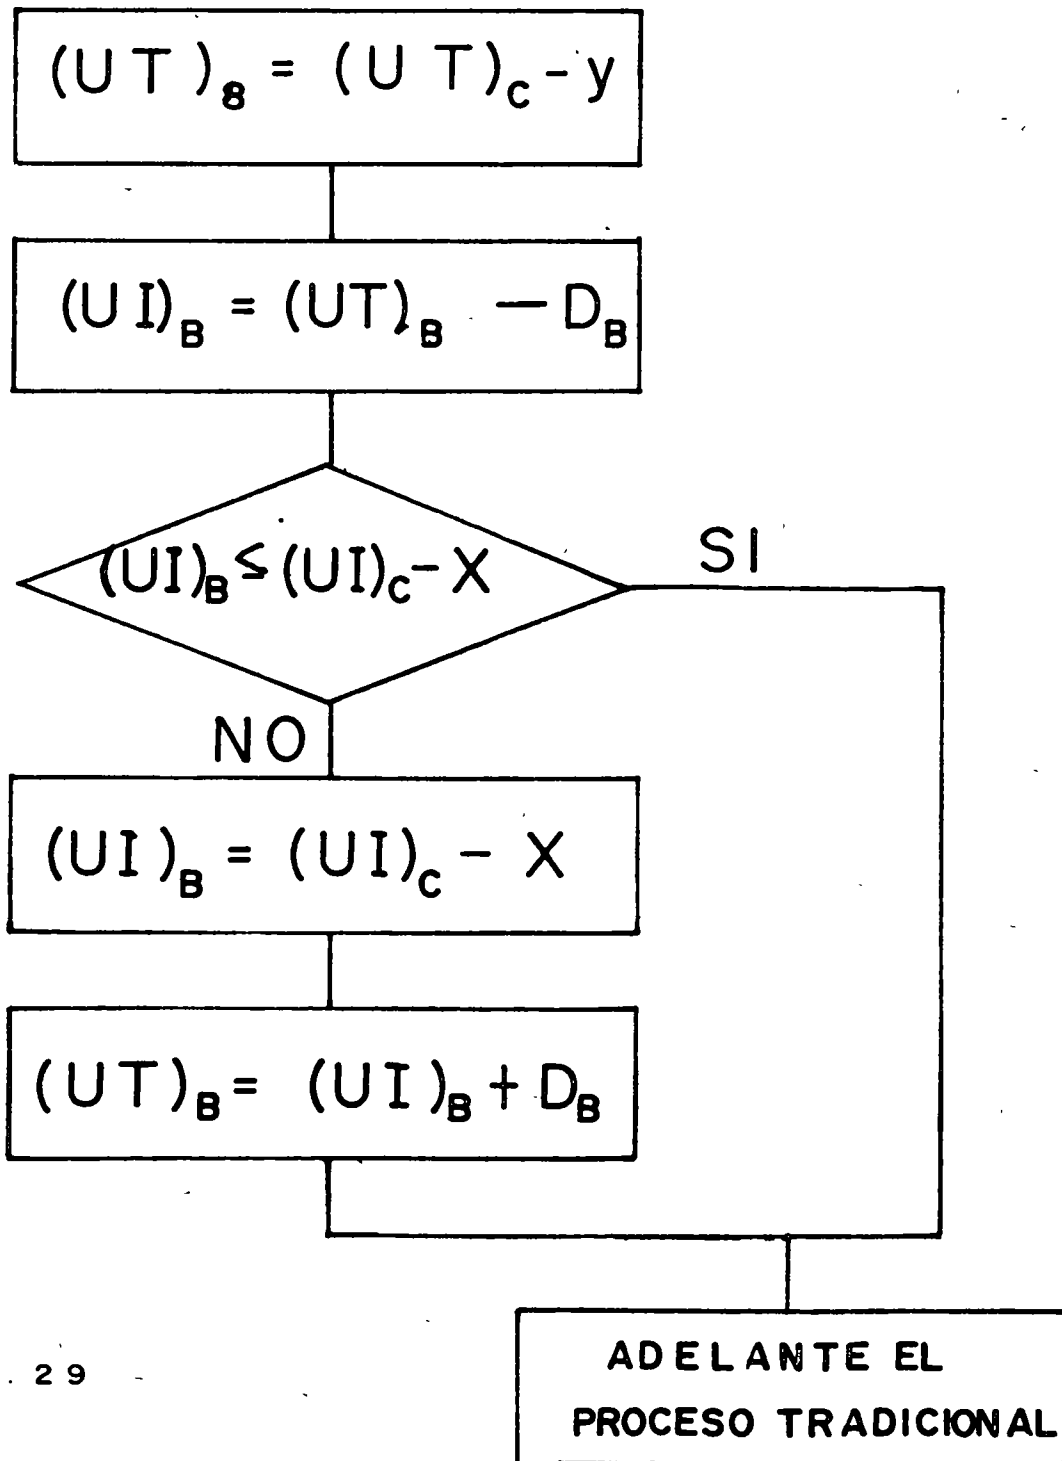 (UT)8 = (UT)C - y
(UI)B = (UT)B — DB
(UI)B ≤ (UI)C - X
SI
NO
(UI)B = (UI)C - X
(UT)B = (UI)B + DB
ADELANTE EL
PROCESO TRADICIONAL
. 29